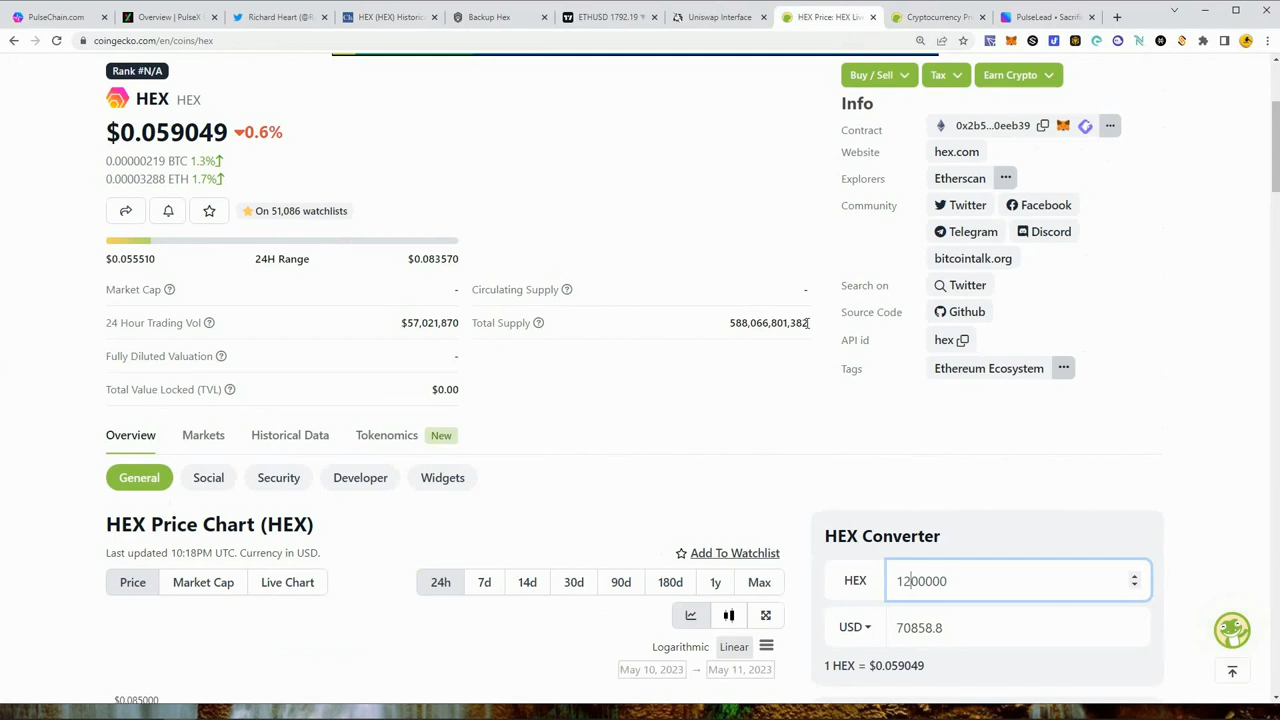 PulseChain.com
Overview | PulseX
Richard Heart (@R
HEX (HEX) Historic
Backup Hex
ETHUSD 1792.19
Uniswap Interface
HEX Price: HEX Liv
Cryptocurrency Pr
PulseLead • Sacrifi
coingecko.com/en/coins/hex
Rank #N/A
HEX HEX
$0.059049 0.6%
0.00000219 BTC 1.3%
0.00003288 ETH 1.7%
On 51,086 watchlists
$0.055510 24H Range $0.083570
Market Cap -
Circulating Supply -
24 Hour Trading Vol $57,021,870
Total Supply 588,066,801,382
Fully Diluted Valuation -
Total Value Locked (TVL) $0.00
Buy / Sell Tax Earn Crypto
Info
Contract 0x2b5...0eeb39 ...
Website hex.com
Explorers Etherscan ...
Community Twitter Facebook
Telegram Discord
bitcointalk.org
Search on Twitter
Source Code Github
API id hex
Tags Ethereum Ecosystem ...
Overview Markets Historical Data Tokenomics New
General Social Security Developer Widgets
HEX Price Chart (HEX)
Last updated 10:18PM UTC. Currency in USD.
Add To Watchlist
Price Market Cap Live Chart
24h 7d 14d 30d 90d 180d 1y Max
Logarithmic Linear
May 10, 2023 → May 11, 2023
$0.085000
HEX Converter
HEX 1200000
USD 70858.8
1 HEX = $0.059049